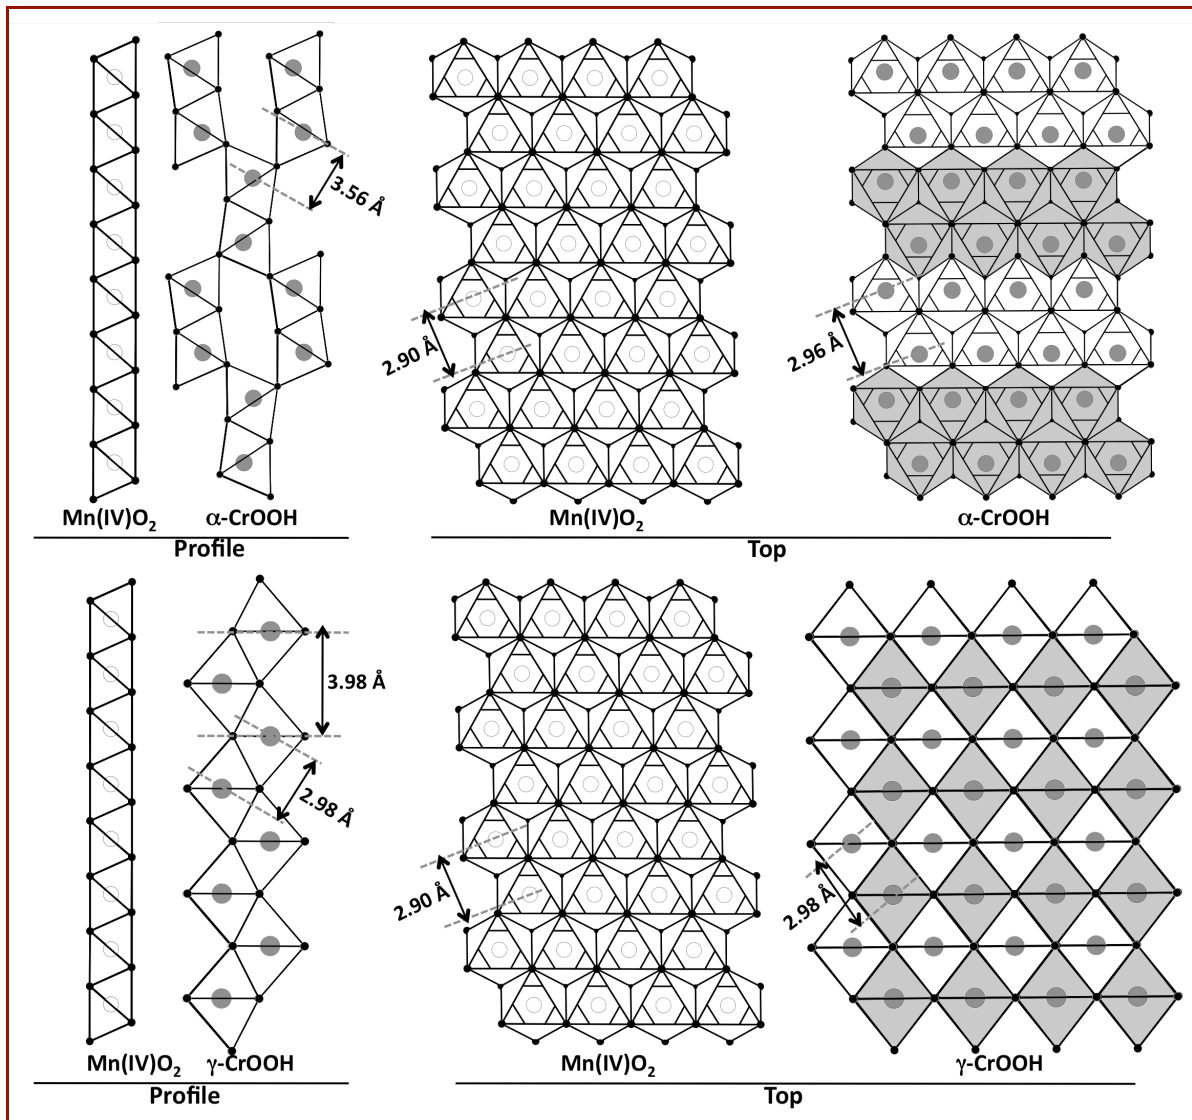 3.56 Å
2.90 Å
2.96 Å
Mn(IV)O₂ α-CrOOH
Profile
Mn(IV)O₂ α-CrOOH
Top
3.98 Å
2.98 Å
2.90 Å
2.98 Å
Mn(IV)O₂ γ-CrOOH
Profile
Mn(IV)O₂ γ-CrOOH
Top